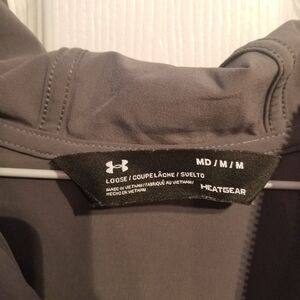 MD / M / M
LOOSE / COUPE LÂCHE / SUELTO
MADE IN VIETNAM / FABRIQUÉ AU VIETNAM /
HECHO EN VIETNAM
HEATGEAR